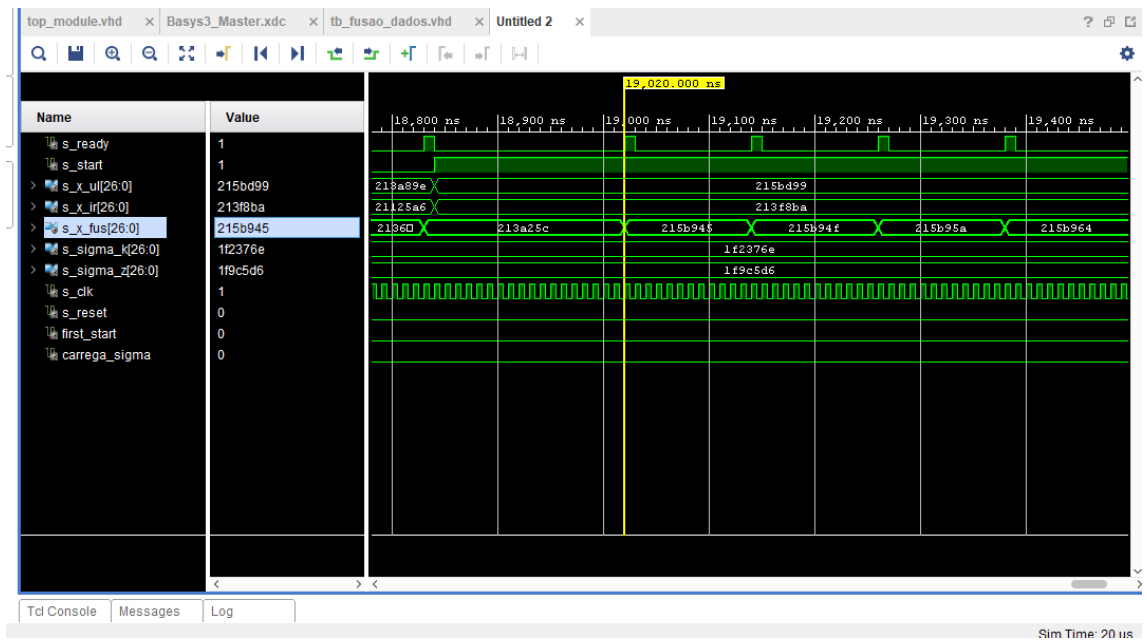 top_module.vhd × Basys3_Master.xdc × tb_fusao_dados.vhd × Untitled 2 ×
19,020.000 ns
Name Value
18,800 ns 18,900 ns 19,000 ns 19,100 ns 19,200 ns 19,300 ns 19,400 ns
s_ready 1
s_start 1
s_x_ul[26:0] 215bd99 213a89e 215bd99
s_x_ir[26:0] 213f8ba 21125a6 213f8ba
s_x_fus[26:0] 215b945 2136 213a25c 215b945 215b94f 215b95a 215b964
s_sigma_k[26:0] 1f2376e 1f2376e
s_sigma_z[26:0] 1f9c5d6 1f9c5d6
s_clk 1
s_reset 0
first_start 0
carrega_sigma 0
Tcl Console Messages Log
Sim Time: 20 us